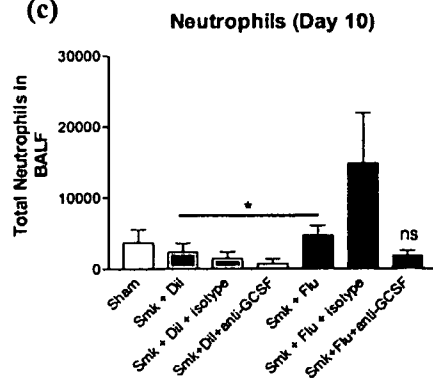 (c)
Neutrophils (Day 10)
Total Neutrophils in
BALF
30000
20000
10000
0
*
ns
Sham
Smk + Dil
Smk + Dil + Isotype
Smk+Dil+anti-GCSF
Smk + Flu
Smk + Flu + Isotype
Smk+Flu+anti-GCSF